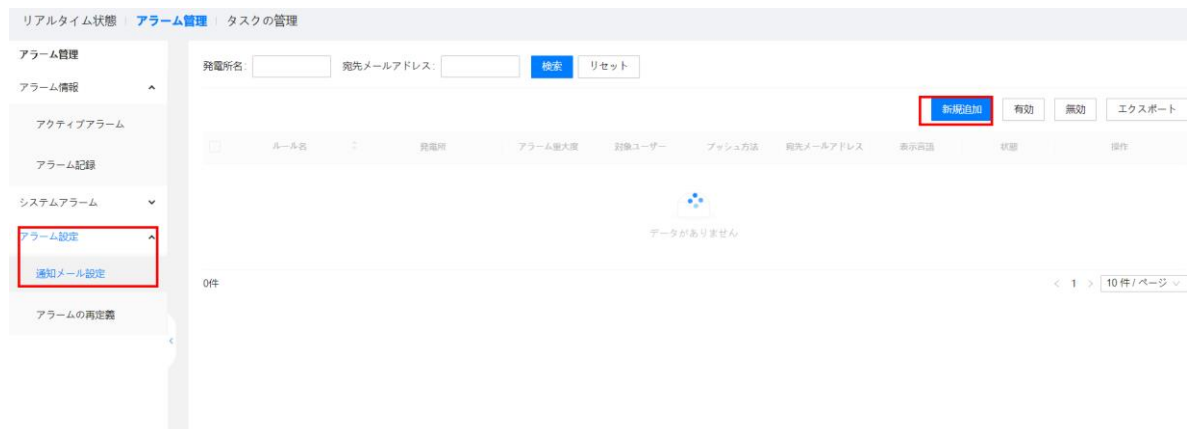 リアルタイム状態 アラーム管理 タスクの管理
アラーム管理
アラーム情報
アクティブアラーム
アラーム記録
システムアラーム
アラーム設定
通知メール設定
アラームの再定義
発電所名: 宛先メールアドレス: 検索 リセット
新規追加 有効 無効 エクスポート
ルール名 発電所 アラーム重大度 対象ユーザー プッシュ方法 宛先メールアドレス 表示言語 状態 操作
データがありません
0件 < 1 > 10 件 / ページ